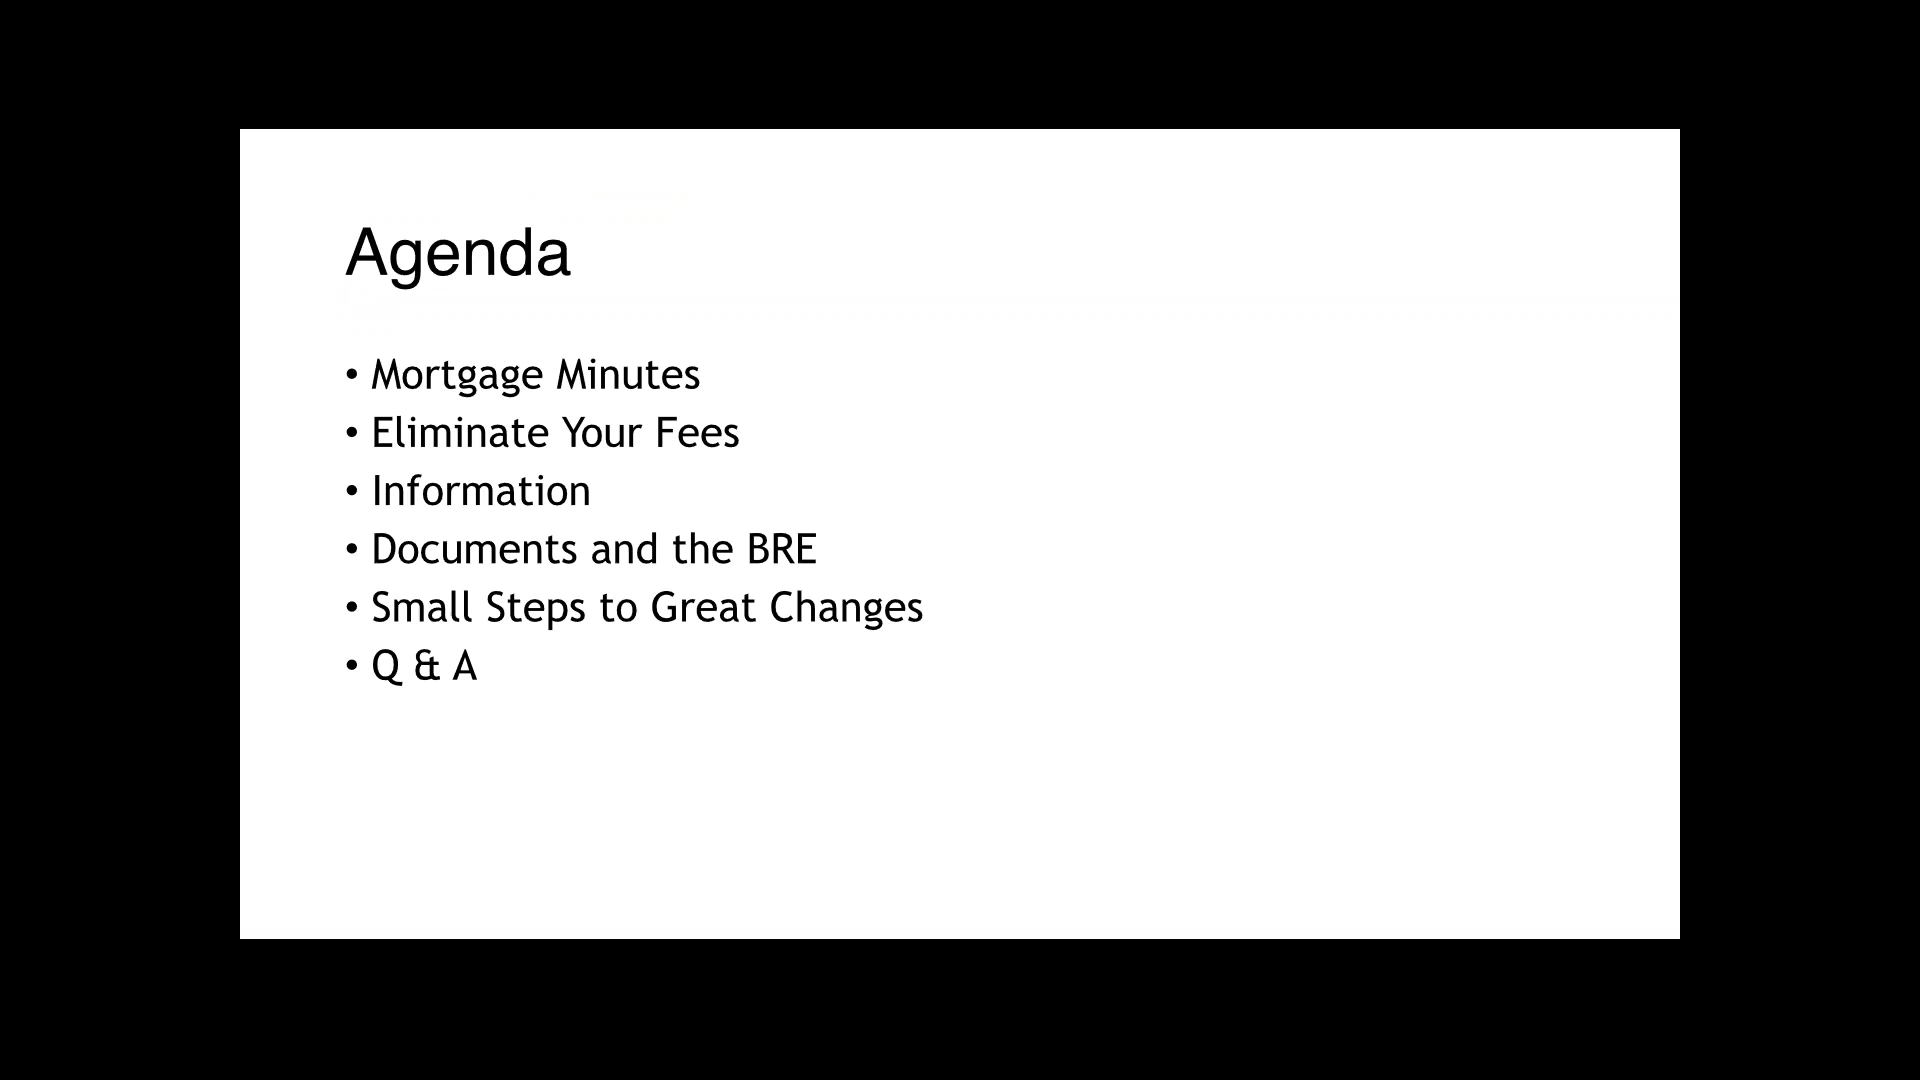 Agenda
• Mortgage Minutes
• Eliminate Your Fees
• Information
• Documents and the BRE
• Small Steps to Great Changes
• Q & A